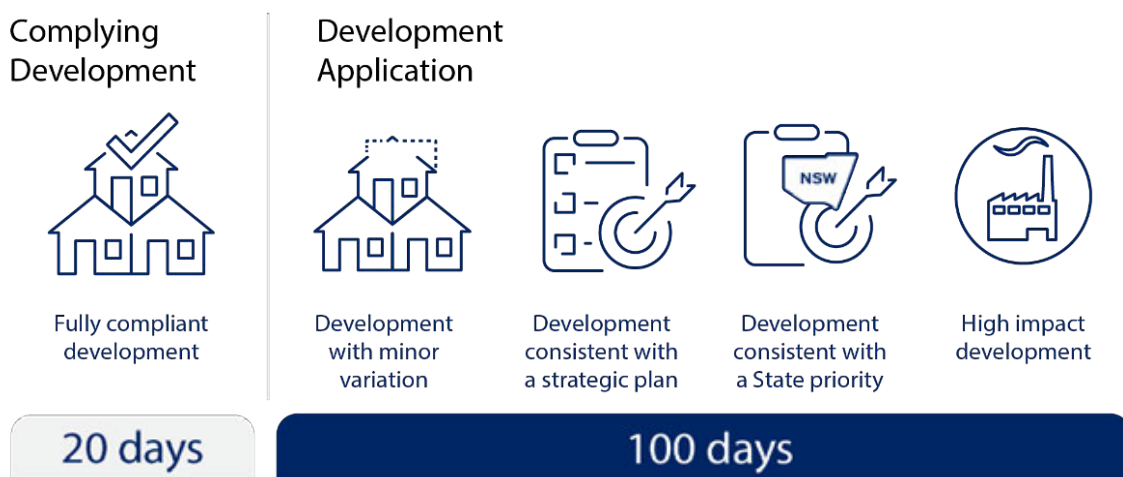 Complying
Development
Development
Application
NSW
Fully compliant
development
Development
with minor
variation
Development
consistent with
a strategic plan
Development
consistent with
a State priority
High impact
development
20 days
100 days